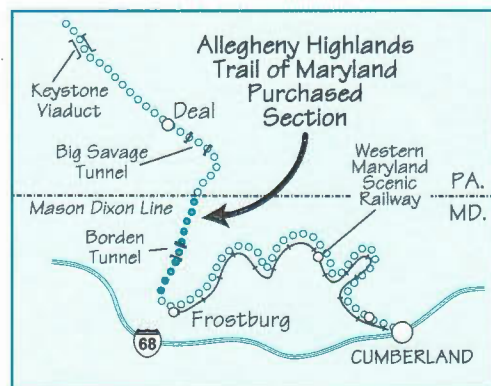 Allegheny Highlands
Trail of Maryland
Purchased
Section
Keystone
Viaduct
Deal
Big Savage
Tunnel
Western
Maryland
Scenic
Railway
PA.
Mason Dixon Line
MD.
Borden
Tunnel
Frostburg
68
CUMBERLAND